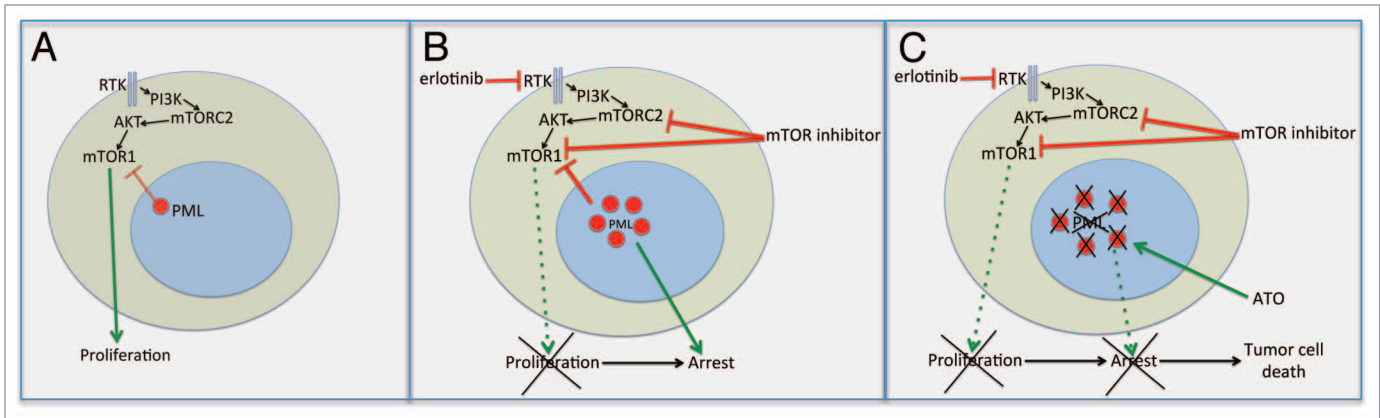 A
RTK
PI3K
AKT
mTORC2
mTOR1
PML
Proliferation
B
erlotinib
RTK
PI3K
AKT
mTORC2
mTOR inhibitor
mTOR1
PML
Proliferation
Arrest
C
erlotinib
RTK
PI3K
AKT
mTORC2
mTOR inhibitor
mTOR1
PML
ATO
Proliferation
Arrest
Tumor cell
death